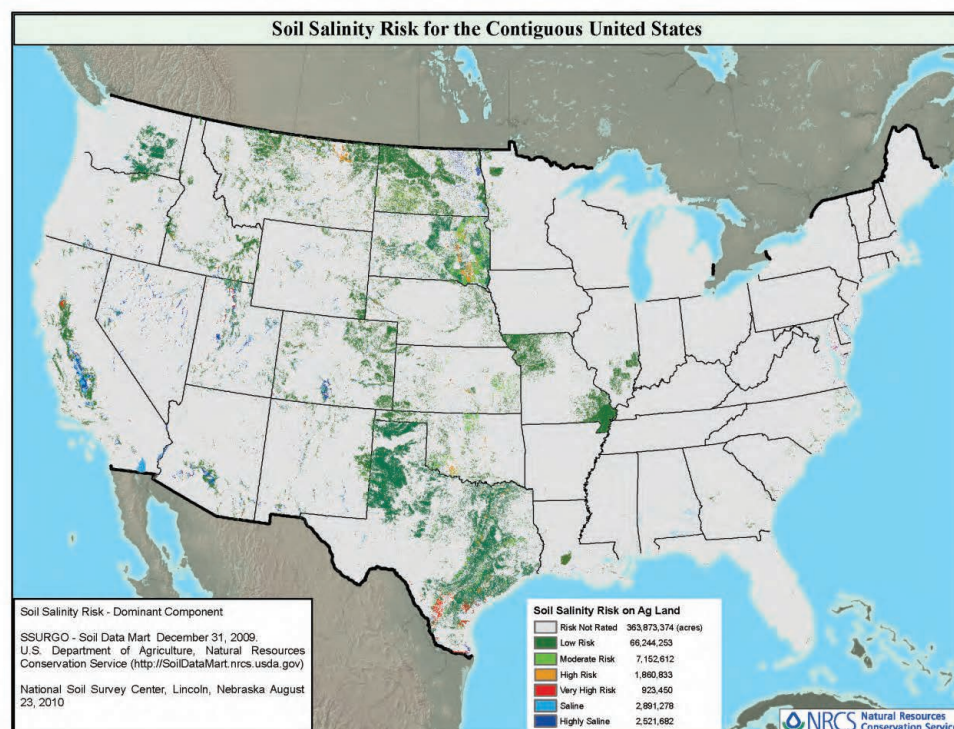 Soil Salinity Risk for the Contiguous United States
Soil Salinity Risk - Dominant Component
SSURGO - Soil Data Mart December 31, 2009.
U.S. Department of Agriculture, Natural Resources
Conservation Service (http://SoilDataMart.nrcs.usda.gov)
National Soil Survey Center, Lincoln, Nebraska August
23, 2010
Soil Salinity Risk on Ag Land
Risk Not Rated 363,873,374 (acres)
Low Risk 66,244,253
Moderate Risk 7,152,612
High Risk 1,860,833
Very High Risk 923,450
Saline 2,891,278
Highly Saline 2,521,682
NRCS Natural Resources
Conservation Service